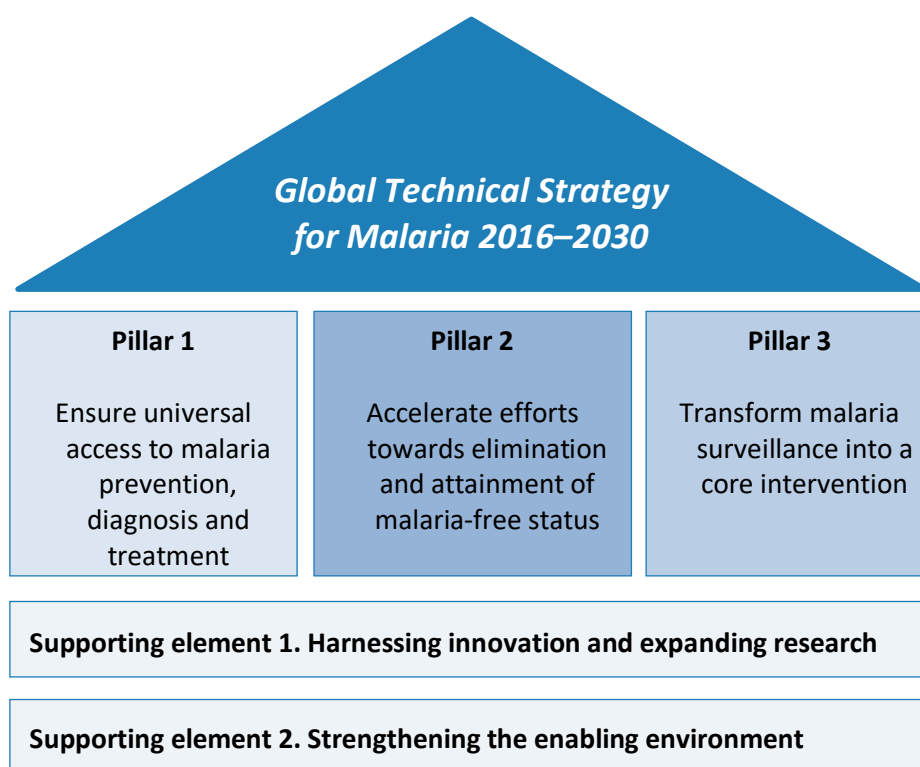 Global Technical Strategy
for Malaria 2016–2030
Pillar 1
Ensure universal
access to malaria
prevention,
diagnosis and
treatment
Pillar 2
Accelerate efforts
towards elimination
and attainment of
malaria-free status
Pillar 3
Transform malaria
surveillance into a
core intervention
Supporting element 1. Harnessing innovation and expanding research
Supporting element 2. Strengthening the enabling environment